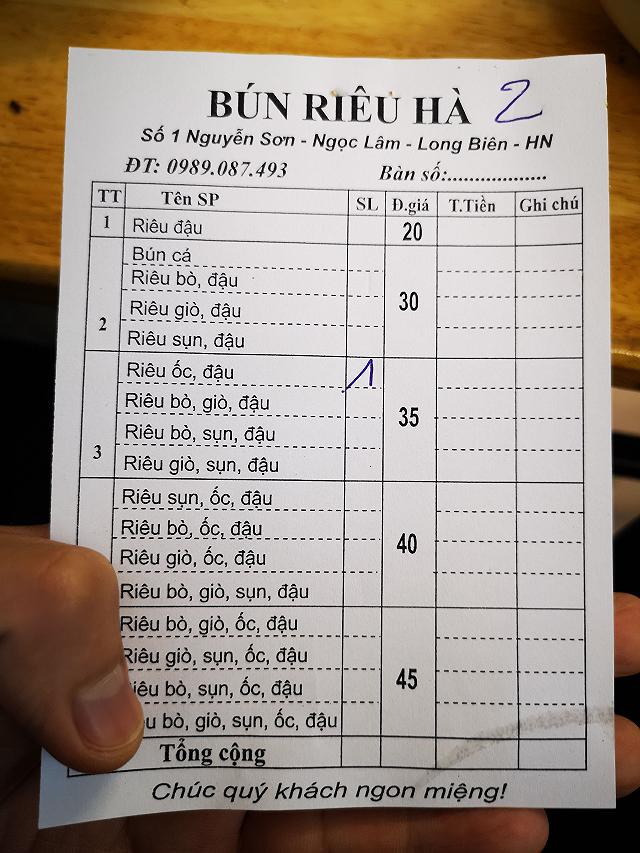 BÚN RIÊU HÀ 2
Số 1 Nguyễn Sơn - Ngọc Lâm - Long Biên - HN
ĐT: 0989.087.493 Bàn số:..................
TT Tên SP SL Đ.giá T.Tiền Ghi chú
1 Riêu đậu 20
Bún cá
Riêu bò, đậu
30
Riêu giò, đậu
2
Riêu sụn, đậu
Riêu ốc, đậu 1
Riêu bò, giò, đậu
35
Riêu bò, sụn, đậu
3
Riêu giò, sụn, đậu
Riêu sụn, ốc, đậu
Riêu bò, ốc, đậu
40
Riêu giò, ốc, đậu
Riêu bò, giò, sụn, đậu
Riêu bò, giò, ốc, đậu
Riêu giò, sụn, ốc, đậu
45
Riêu bò, sụn, ốc, đậu
bò, giò, sụn, ốc, đậu
Tổng cộng
Chúc quý khách ngon miệng!